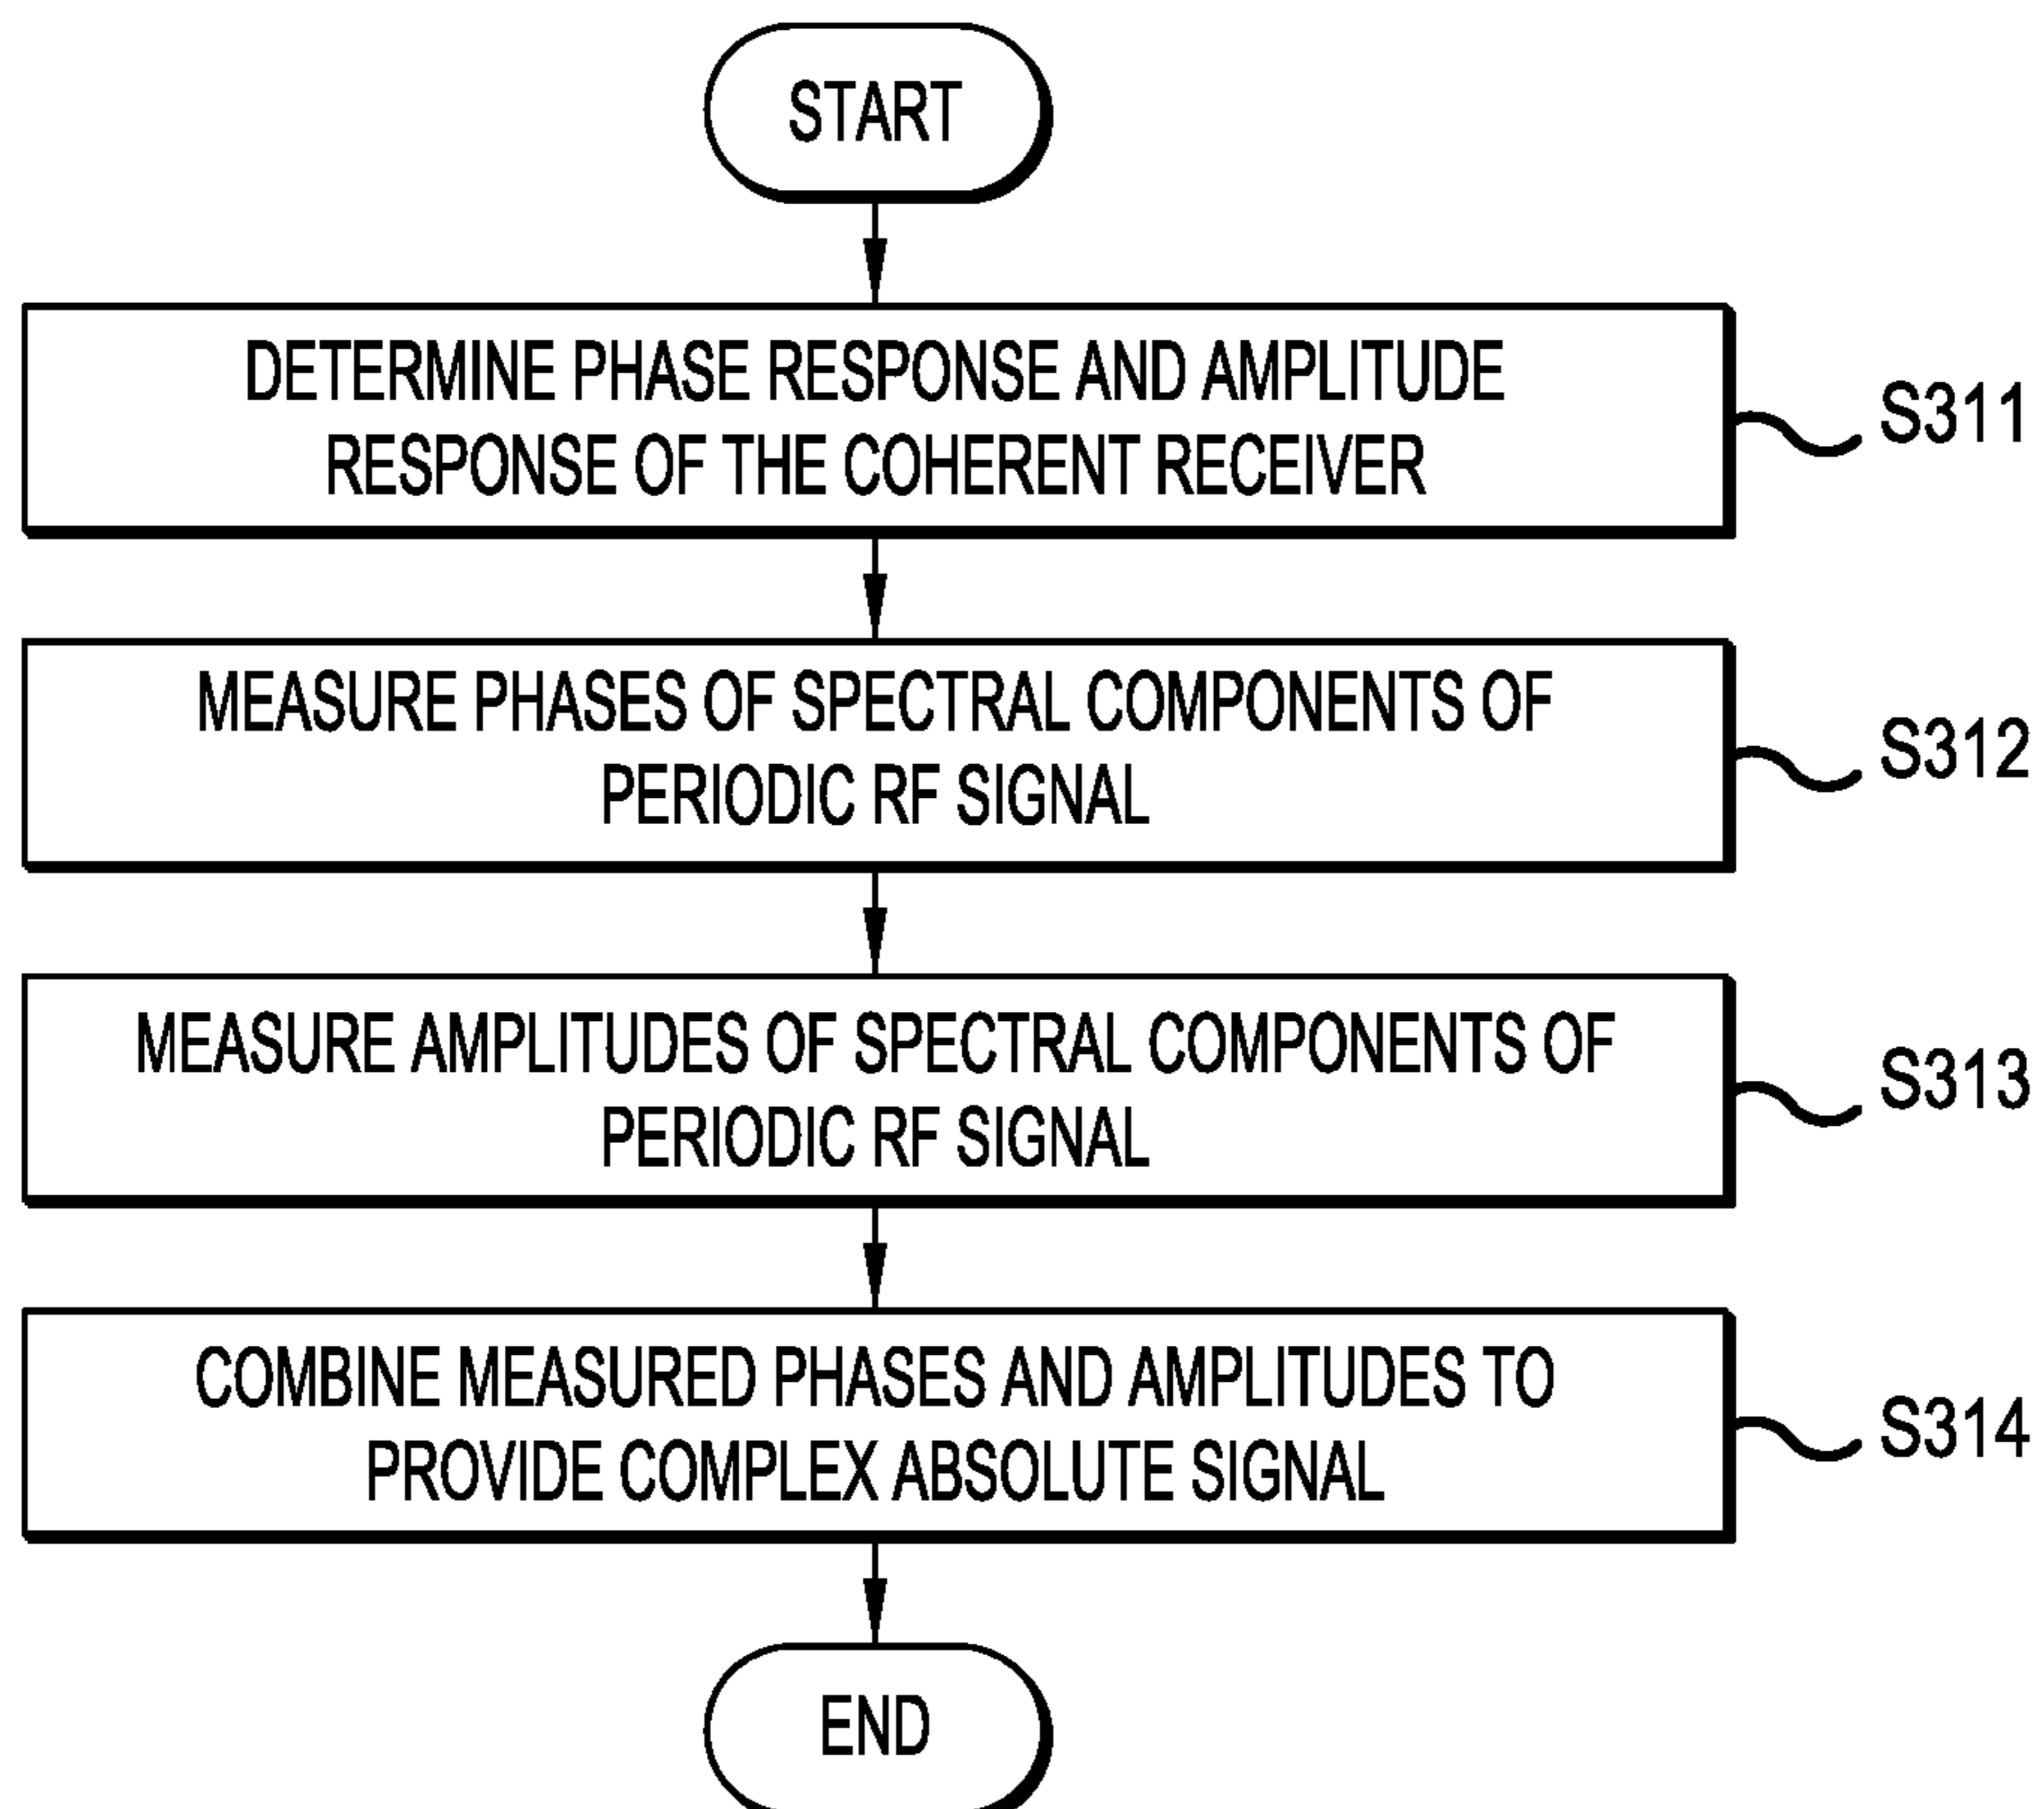 START
DETERMINE PHASE RESPONSE AND AMPLITUDE
RESPONSE OF THE COHERENT RECEIVER
S311
MEASURE PHASES OF SPECTRAL COMPONENTS OF
PERIODIC RF SIGNAL
S312
MEASURE AMPLITUDES OF SPECTRAL COMPONENTS OF
PERIODIC RF SIGNAL
S313
COMBINE MEASURED PHASES AND AMPLITUDES TO
PROVIDE COMPLEX ABSOLUTE SIGNAL
S314
END